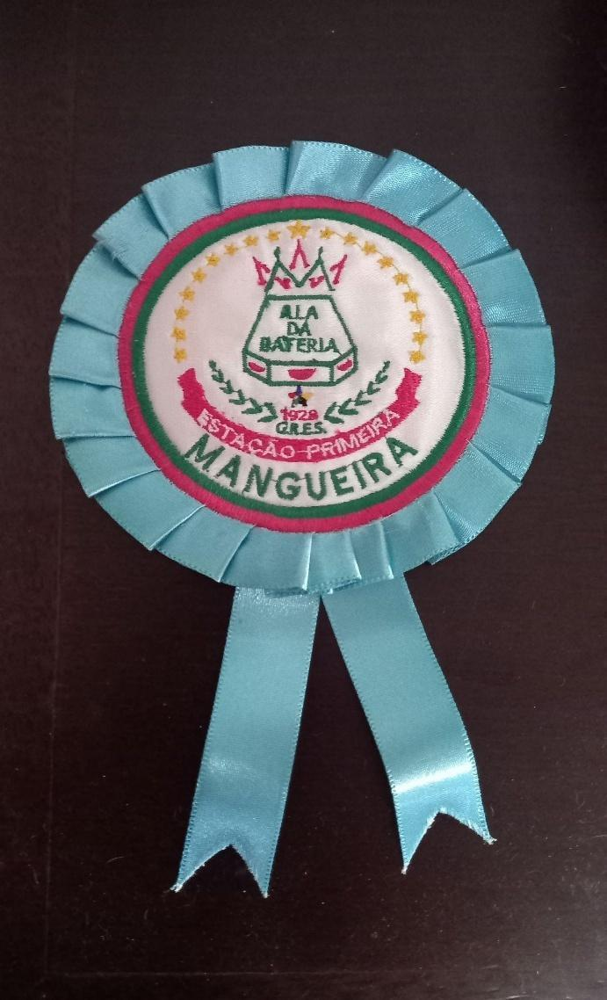 ALA
DA
BATERIA
1928
G.R.E.S.
ESTAÇÃO PRIMEIRA
MANGUEIRA